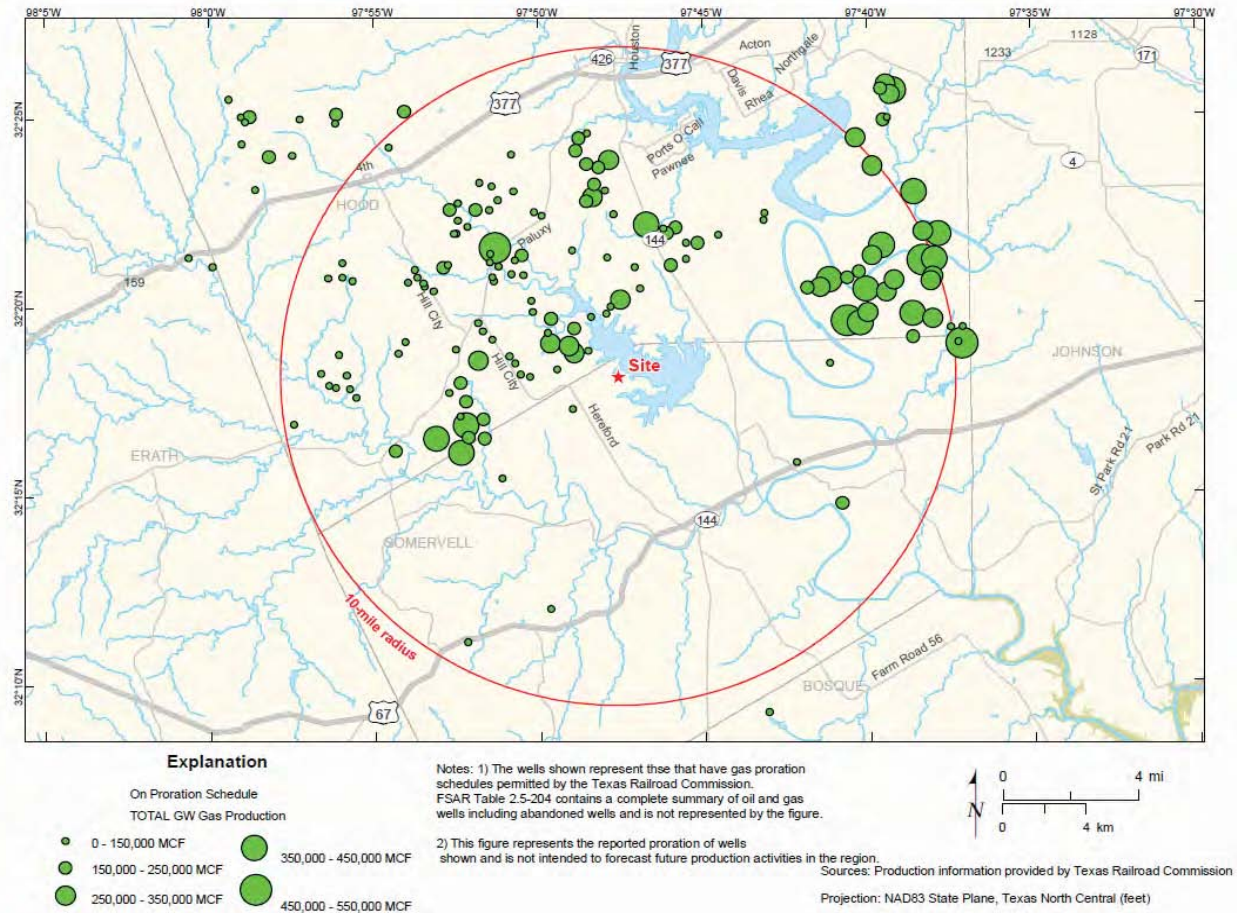 98°5'W 98°0'W 97°55'W 97°50'W 97°45'W 97°40'W 97°35'W 97°30'W
32°25'N
32°20'N
32°15'N
32°10'N
Houston
426
377
Acton
Northgate
1233
1128
171
Davis
Rhea
377
Ports O Call
Pawnee
4
4th
HOOD
144
Paluxy
159
Hill City
Hill City
JOHNSON
Site
Hereford
ERATH
St Park Rd 21
Park Rd 21
144
SOMERVELL
10-mile radius
Farm Road 56
BOSQUE
67
Explanation
On Proration Schedule
TOTAL GW Gas Production
0 - 150,000 MCF
150,000 - 250,000 MCF
250,000 - 350,000 MCF
350,000 - 450,000 MCF
450,000 - 550,000 MCF
Notes: 1) The wells shown represent thse that have gas proration
schedules permitted by the Texas Railroad Commission.
FSAR Table 2.5-204 contains a complete summary of oil and gas
wells including abandoned wells and is not represented by the figure.
2) This figure represents the reported proration of wells
shown and is not intended to forecast future production activities in the region.
N
0 4 mi
0 4 km
Sources: Production information provided by Texas Railroad Commission
Projection: NAD83 State Plane, Texas North Central (feet)